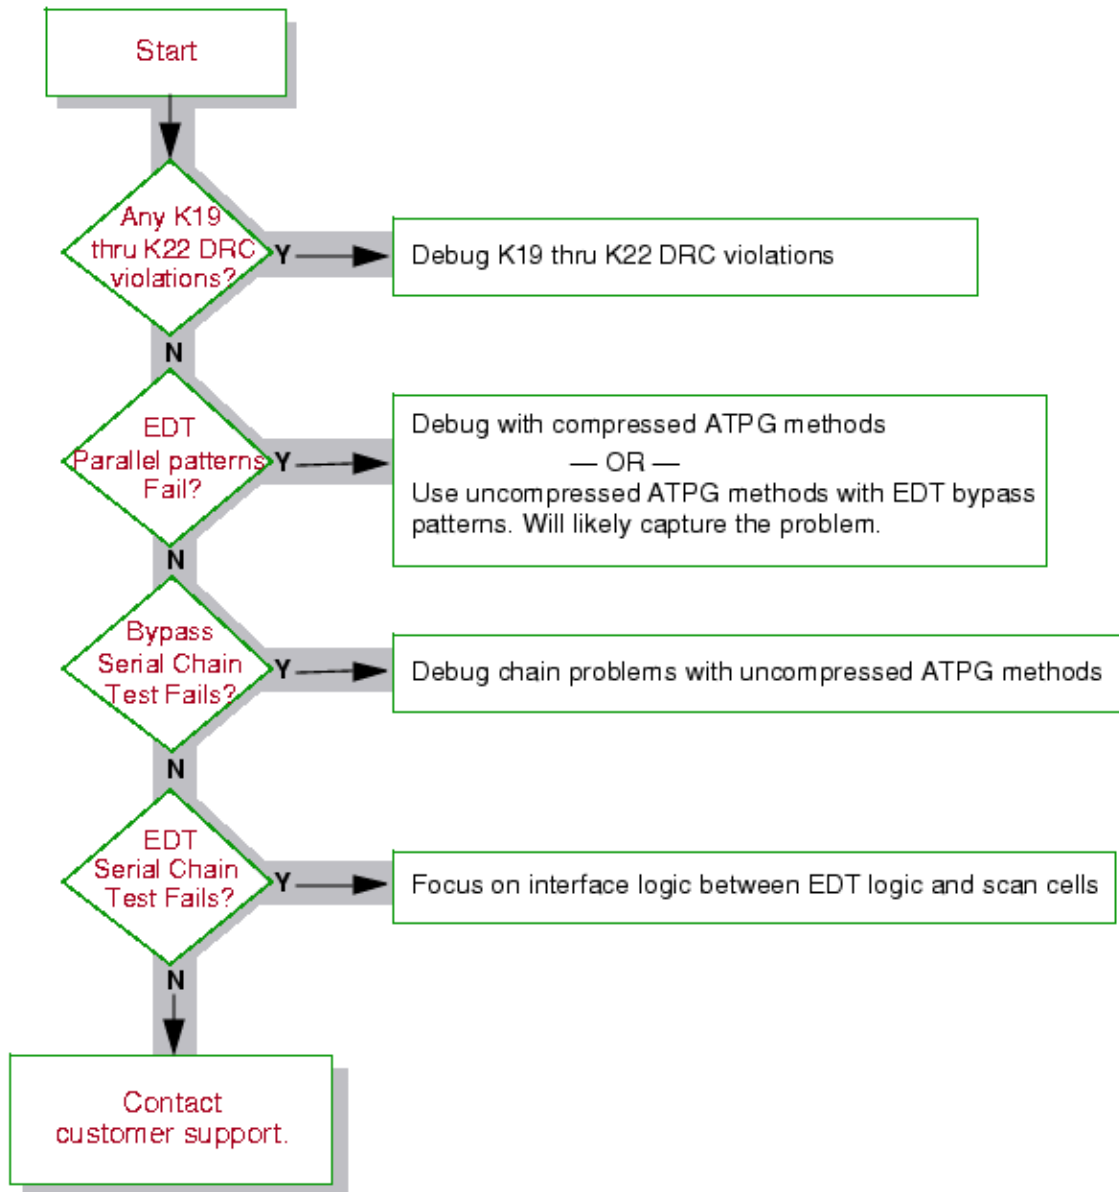 Start
Any K19
thru K22 DRC
violations?
Y
Debug K19 thru K22 DRC violations
N
EDT
Parallel patterns
Fail?
Y
Debug with compressed ATPG methods
— OR —
Use uncompressed ATPG methods with EDT bypass
patterns. Will likely capture the problem.
N
Bypass
Serial Chain
Test Fails?
Y
Debug chain problems with uncompressed ATPG methods
N
EDT
Serial Chain
Test Fails?
Y
Focus on interface logic between EDT logic and scan cells
N
Contact
customer support.